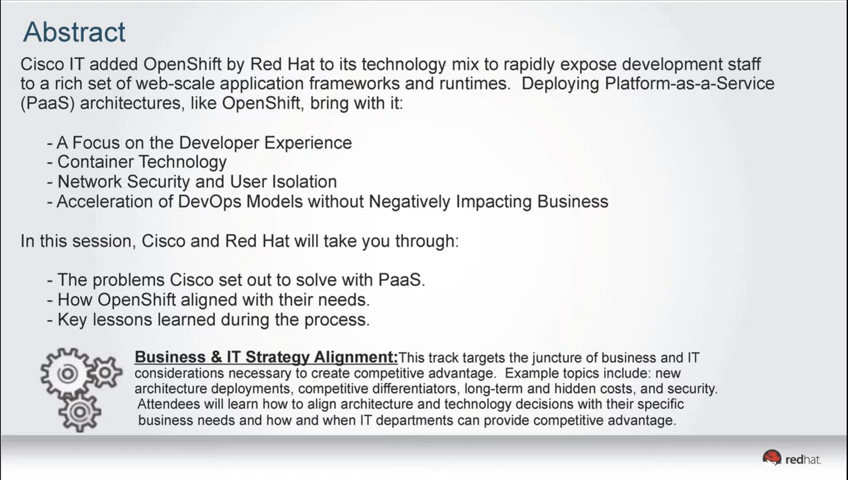 Abstract
Cisco IT added OpenShift by Red Hat to its technology mix to rapidly expose development staff
to a rich set of web-scale application frameworks and runtimes.  Deploying Platform-as-a-Service
(PaaS) architectures, like OpenShift, bring with it:
- A Focus on the Developer Experience
- Container Technology
- Network Security and User Isolation
- Acceleration of DevOps Models without Negatively Impacting Business
In this session, Cisco and Red Hat will take you through:
- The problems Cisco set out to solve with PaaS.
- How OpenShift aligned with their needs.
- Key lessons learned during the process.
Business & IT Strategy Alignment:This track targets the juncture of business and IT
considerations necessary to create competitive advantage.  Example topics include: new
architecture deployments, competitive differentiators, long-term and hidden costs, and security.
Attendees will learn how to align architecture and technology decisions with their specific
business needs and how and when IT departments can provide competitive advantage.
redhat.